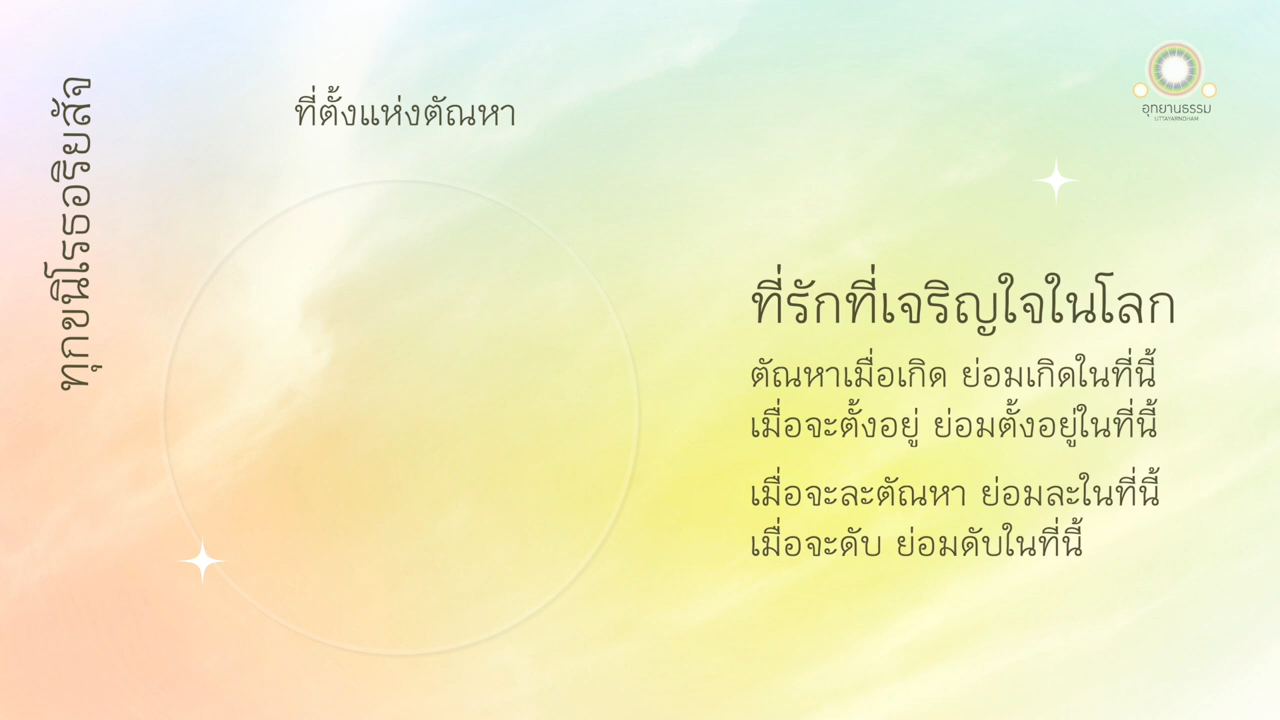 ทุกขนิโรธอริยสัจ
ที่ตั้งแห่งตัณหา
อุทยานธรรม
UTTAYARNDHAM
ที่รักที่เจริญใจในโลก
ตัณหาเมื่อเกิด ย่อมเกิดในที่นี้
เมื่อจะตั้งอยู่ ย่อมตั้งอยู่ในที่นี้
เมื่อจะละตัณหา ย่อมละในที่นี้
เมื่อจะดับ ย่อมดับในที่นี้